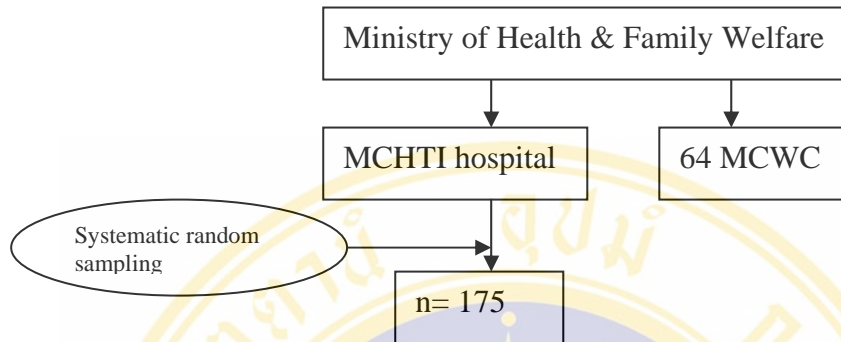 Ministry of Health & Family Welfare
MCHTI hospital
64 MCWC
Systematic random
sampling
n= 175